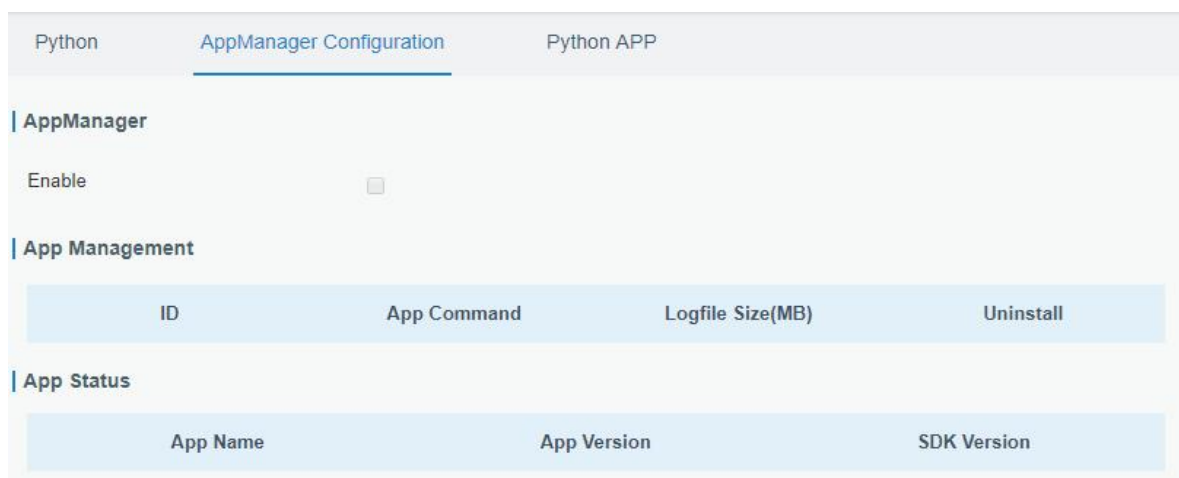 Python AppManager Configuration Python APP
AppManager
Enable
App Management
ID App Command Logfile Size(MB) Uninstall
App Status
App Name App Version SDK Version